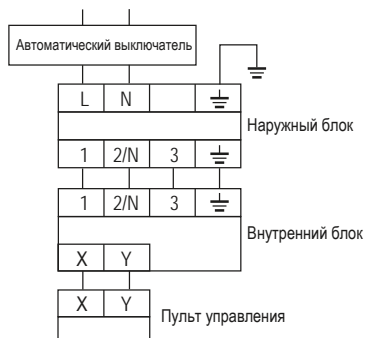 Автоматический выключатель
L N
Наружный блок
1 2/N 3
1 2/N 3
Внутренний блок
X Y
X Y
Пульт управления